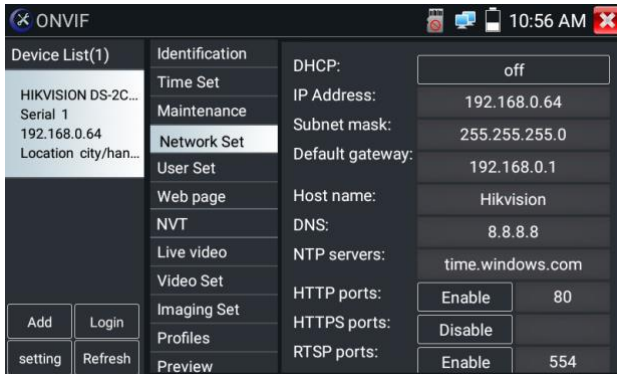 ONVIF
10:56 AM
Device List(1)
HIKVISION DS-2C...
Serial 1
192.168.0.64
Location city/han...
Add
Login
setting
Refresh
Identification
Time Set
Maintenance
Network Set
User Set
Web page
NVT
Live video
Video Set
Imaging Set
Profiles
Preview
DHCP: off
IP Address: 192.168.0.64
Subnet mask: 255.255.255.0
Default gateway: 192.168.0.1
Host name: Hikvision
DNS: 8.8.8.8
NTP servers: time.windows.com
HTTP ports: Enable 80
HTTPS ports: Disable
RTSP ports: Enable 554